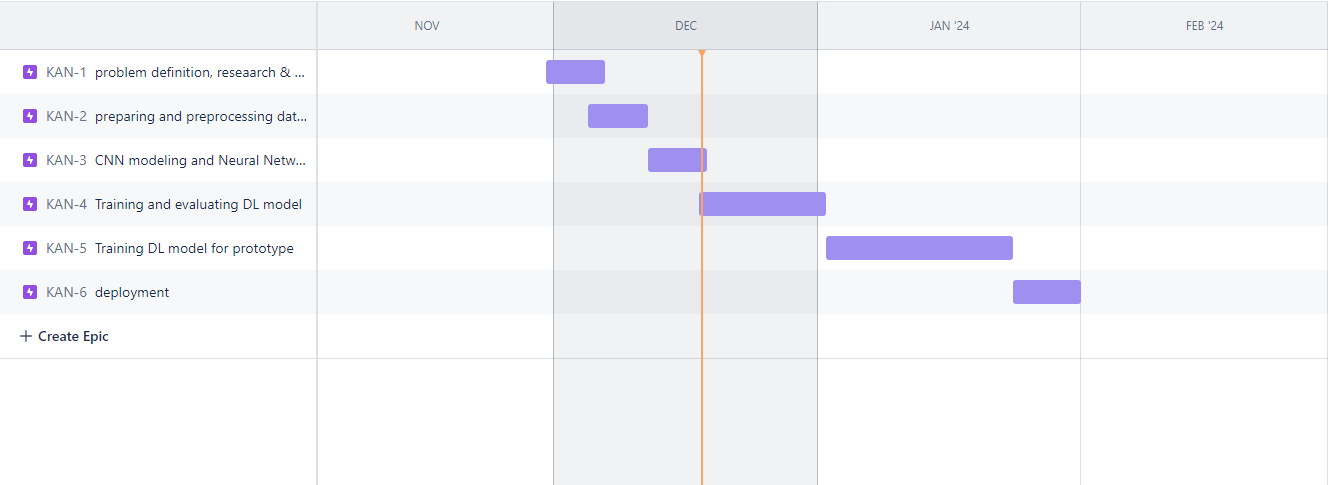 NOV DEC JAN '24 FEB '24
KAN-1 problem definition, reseaarch & ...
KAN-2 preparing and preprocessing dat...
KAN-3 CNN modeling and Neural Netw...
KAN-4 Training and evaluating DL model
KAN-5 Training DL model for prototype
KAN-6 deployment
+ Create Epic